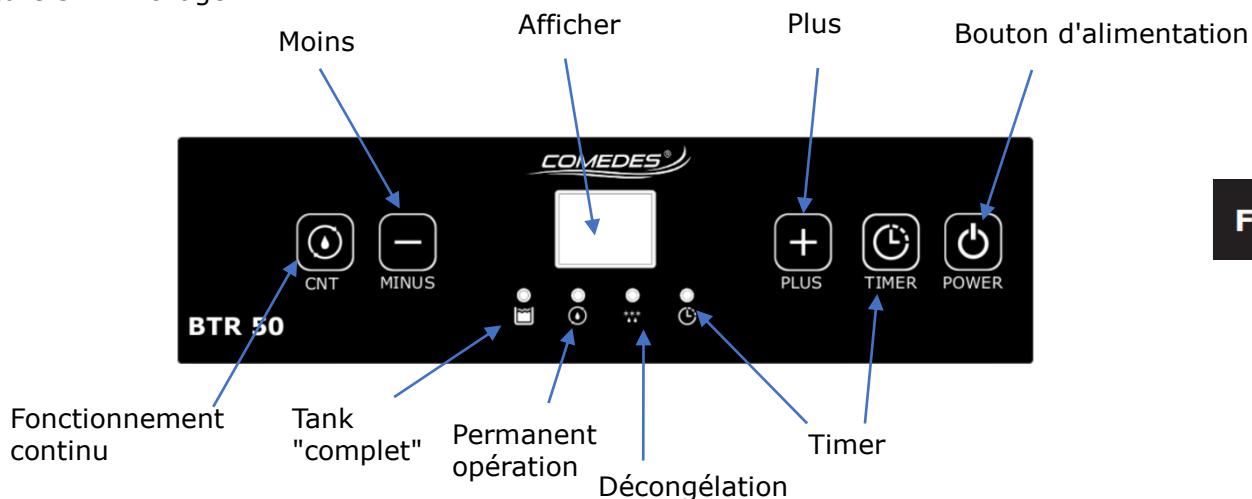 Moins
Afficher
Plus
Bouton d'alimentation
COMEDES®
CNT
MINUS
PLUS
TIMER
POWER
F
BTR 50
Fonctionnement
continu
Tank
"complet"
Permanent
opération
Décongélation
Timer